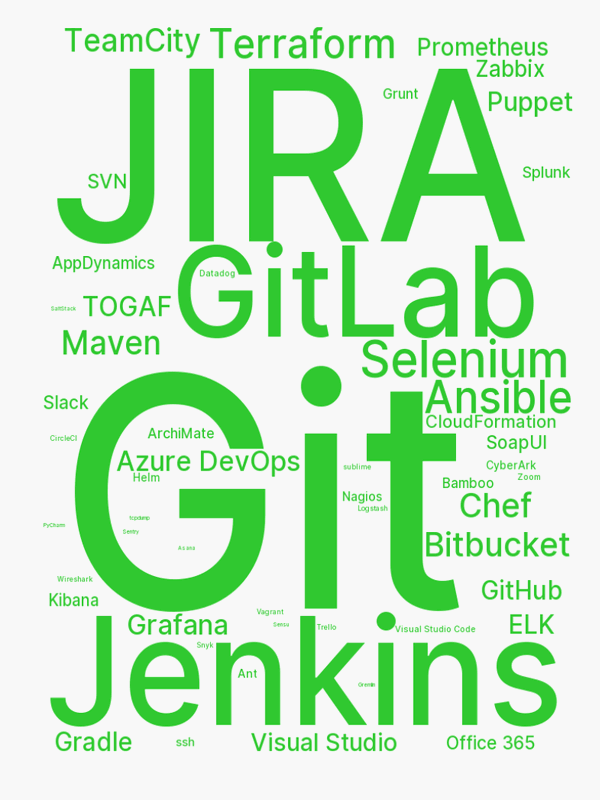 TeamCity
Terraform
Prometheus
Zabbix
JIRA
Grunt
Puppet
Splunk
SVN
AppDynamics
GitLab
Datadog
SaltStack
TOGAF
Maven
Selenium
Ansible
Slack
CloudFormation
CircleCI
ArchiMate
SoapUI
Git
Azure DevOps
sublime
CyberArk
Helm
Zoom
Bamboo
Nagios
Logstash
Chef
tcpdump
PyCharm
Sentry
Asana
Bitbucket
Wireshark
GitHub
Kibana
Vagrant
Grafana
Sensu
Trello
Visual Studio Code
ELK
Snyk
Jenkins
Ant
Gradle
ssh
Visual Studio
Office 365